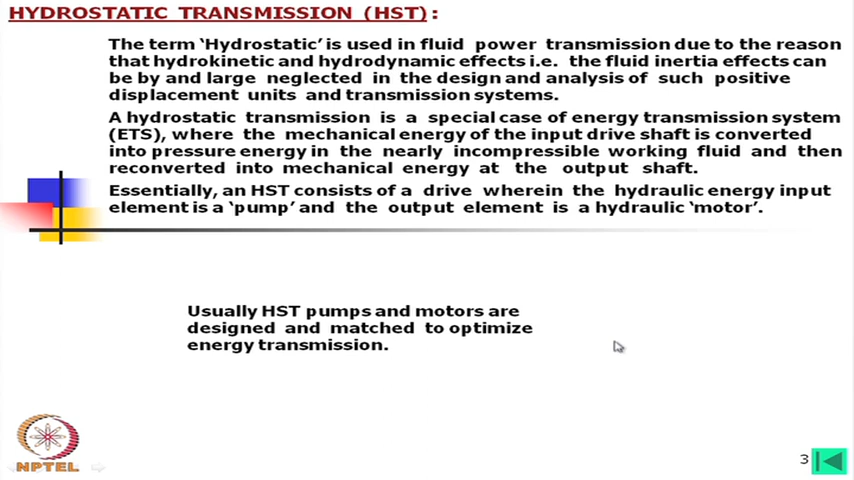 HYDROSTATIC TRANSMISSION (HST) :
The term ‘Hydrostatic’ is used in fluid power transmission due to the reason
that hydrokinetic and hydrodynamic effects i.e. the fluid inertia effects can
be by and large neglected in the design and analysis of such positive
displacement units and transmission systems.
A hydrostatic transmission is a special case of energy transmission system
(ETS), where the mechanical energy of the input drive shaft is converted
into pressure energy in the nearly incompressible working fluid and then
reconverted into mechanical energy at the output shaft.
Essentially, an HST consists of a drive wherein the hydraulic energy input
element is a ‘pump’ and the output element is a hydraulic ‘motor’.
Usually HST pumps and motors are
designed and matched to optimize
energy transmission.
NPTEL
3